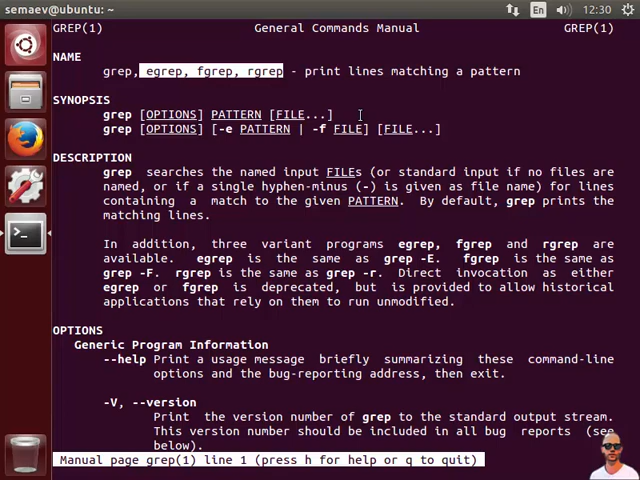 semaev@ubuntu: ~
En
12:30
GREP(1) General Commands Manual GREP(1)
NAME
grep, egrep, fgrep, rgrep - print lines matching a pattern
SYNOPSIS
grep [OPTIONS] PATTERN [FILE...]
grep [OPTIONS] [-e PATTERN | -f FILE] [FILE...]
DESCRIPTION
grep searches the named input FILEs (or standard input if no files are
named, or if a single hyphen-minus (-) is given as file name) for lines
containing a match to the given PATTERN. By default, grep prints the
matching lines.
In addition, three variant programs egrep, fgrep and rgrep are
available. egrep is the same as grep -E. fgrep is the same as
grep -F. rgrep is the same as grep -r. Direct invocation as either
egrep or fgrep is deprecated, but is provided to allow historical
applications that rely on them to run unmodified.
OPTIONS
Generic Program Information
--help Print a usage message briefly summarizing these command-line
options and the bug-reporting address, then exit.
-V, --version
Print the version number of grep to the standard output stream.
This version number should be included in all bug reports (see
below).
Manual page grep(1) line 1 (press h for help or q to quit)